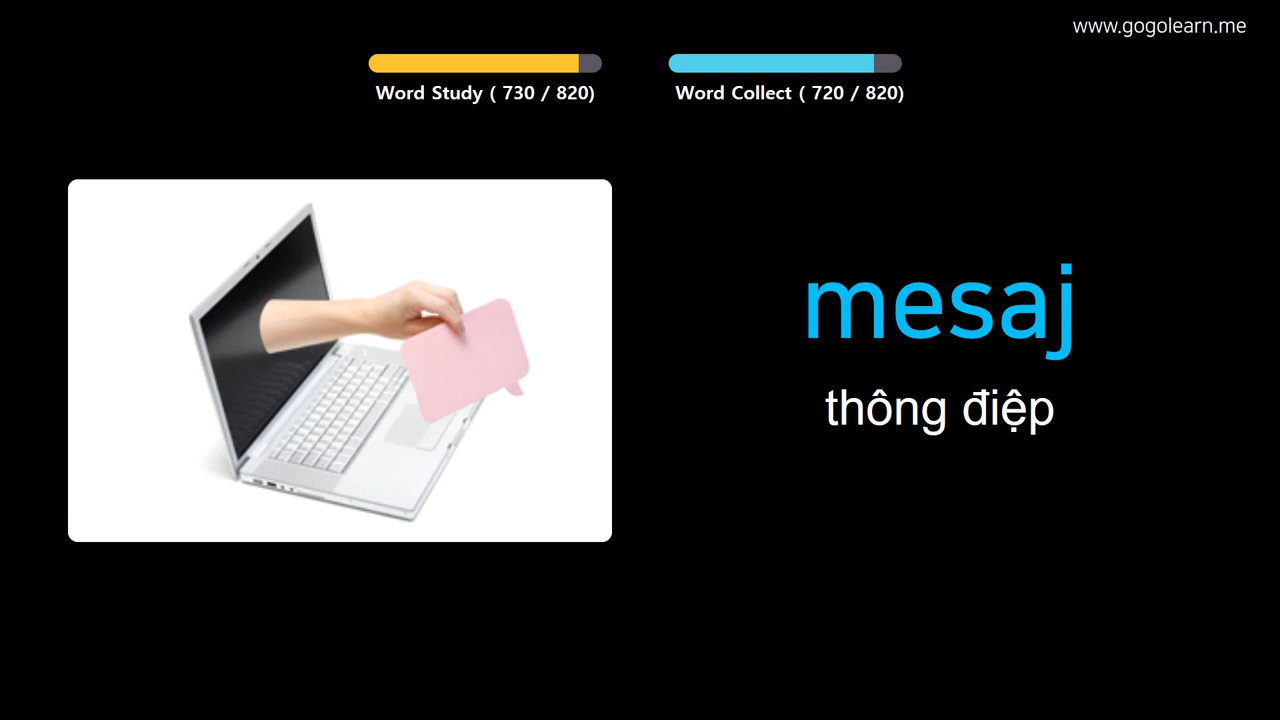 www.gogolearn.me
Word Study ( 730 / 820)
Word Collect ( 720 / 820)
mesaj
thông điệp